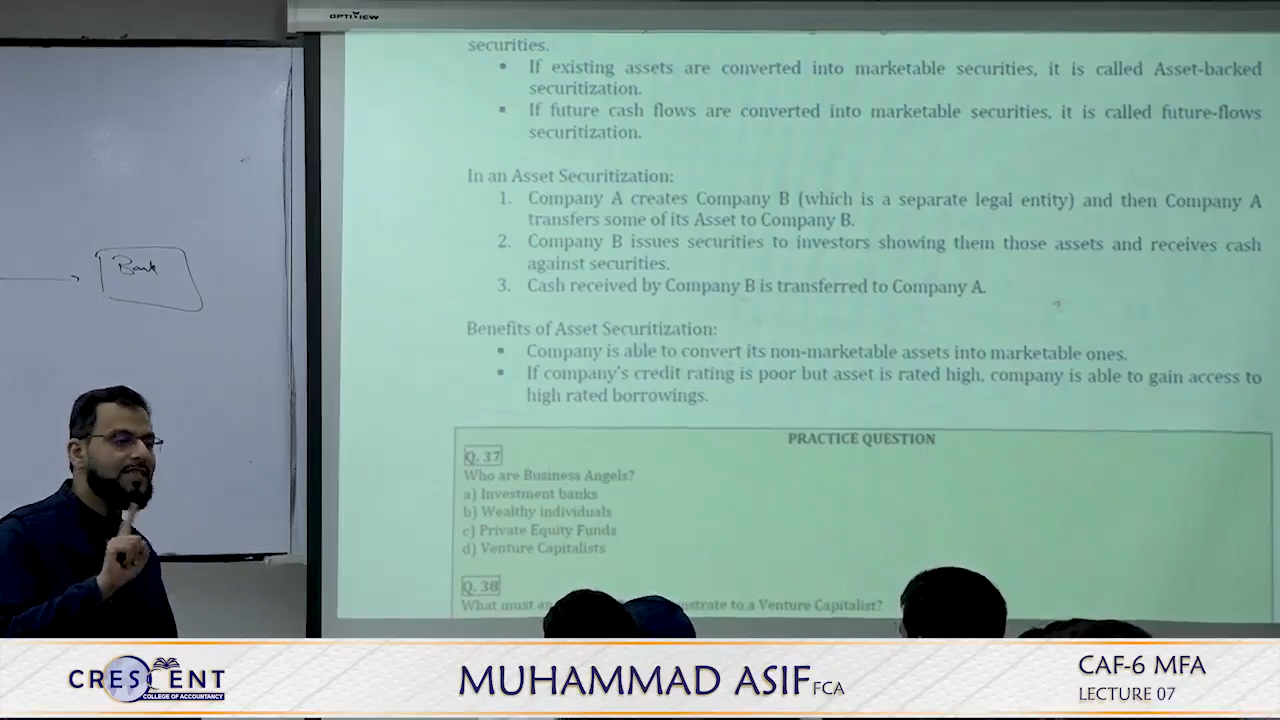 OPTIVIEW
securities.
▪ If existing assets are converted into marketable securities, it is called Asset-backed
securitization.
▪ If future cash flows are converted into marketable securities, it is called future-flows
securitization.
In an Asset Securitization:
1. Company A creates Company B (which is a separate legal entity) and then Company A
transfers some of its Asset to Company B.
2. Company B issues securities to investors showing them those assets and receives cash
against securities.
3. Cash received by Company B is transferred to Company A.
Benefits of Asset Securitization:
▪ Company is able to convert its non-marketable assets into marketable ones.
▪ If company's credit rating is poor but asset is rated high, company is able to gain access to
high rated borrowings.
PRACTICE QUESTION
Q. 37
Who are Business Angels?
a) Investment banks
b) Wealthy individuals
c) Private Equity Funds
d) Venture Capitalists
Q. 38
What must to a Venture Capitalist?
Bank
CRESCENT
COLLEGE OF ACCOUNTANCY
MUHAMMAD ASIF FCA
CAF-6 MFA
LECTURE 07